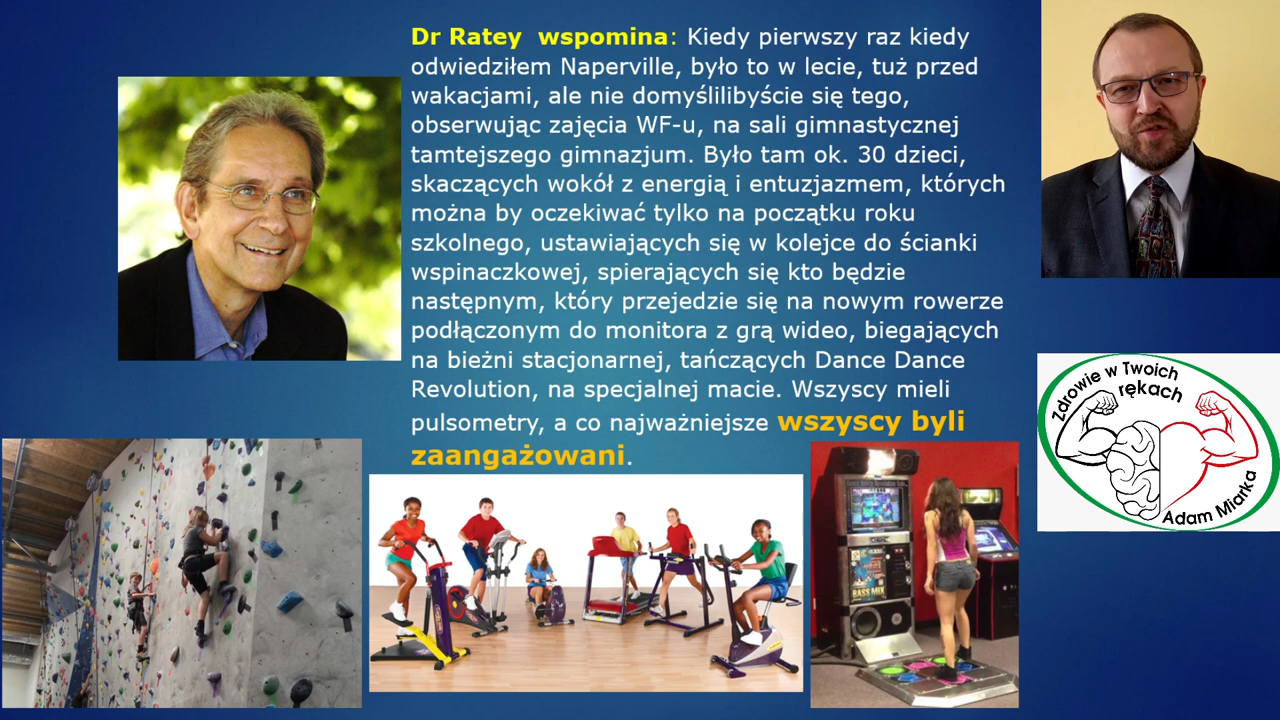 Dr Ratey wspomina: Kiedy pierwszy raz kiedy
odwiedziłem Naperville, było to w lecie, tuż przed
wakacjami, ale nie domyślilibyście się tego,
obserwując zajęcia WF-u, na sali gimnastycznej
tamtejszego gimnazjum. Było tam ok. 30 dzieci,
skaczących wokół z energią i entuzjazmem, których
można by oczekiwać tylko na początku roku
szkolnego, ustawiających się w kolejce do ścianki
wspinaczkowej, spierających się kto będzie
następnym, który przejedzie się na nowym rowerze
podłączonym do monitora z grą wideo, biegających
na bieżni stacjonarnej, tańczących Dance Dance
Revolution, na specjalnej macie. Wszyscy mieli
pulsometry, a co najważniejsze wszyscy byli
zaangażowani.
Zdrowie w Twoich
rękach
Adam Miarka
BASS MIX